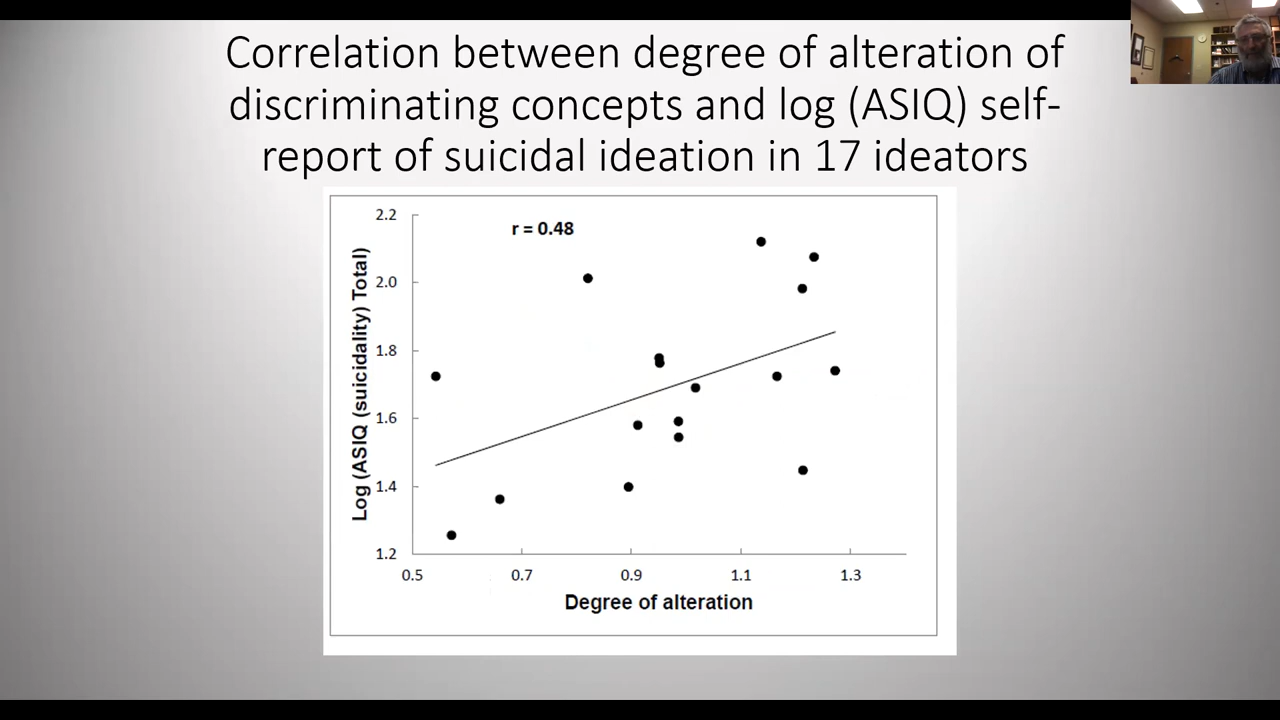 Correlation between degree of alteration of
discriminating concepts and log (ASIQ) self-
report of suicidal ideation in 17 ideators
r = 0.48
Log (ASIQ (suicidality) Total)
2.2
2.0
1.8
1.6
1.4
1.2
0.5 0.7 0.9 1.1 1.3
Degree of alteration